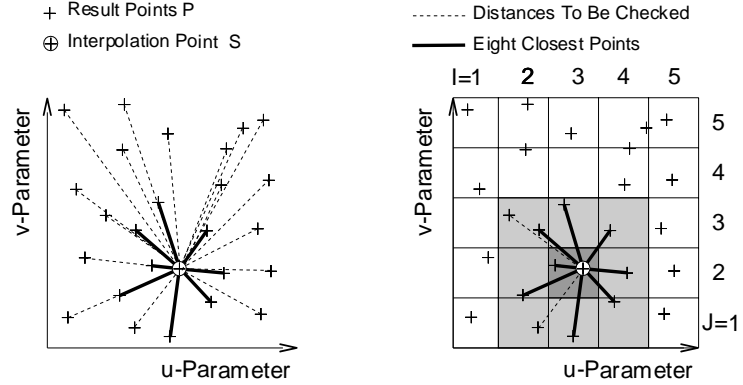 Result Points P
Interpolation Point S
Distances To Be Checked
Eight Closest Points
I=1 2 3 4 5
v-Parameter
u-Parameter
v-Parameter
5
4
3
2
J=1
u-Parameter